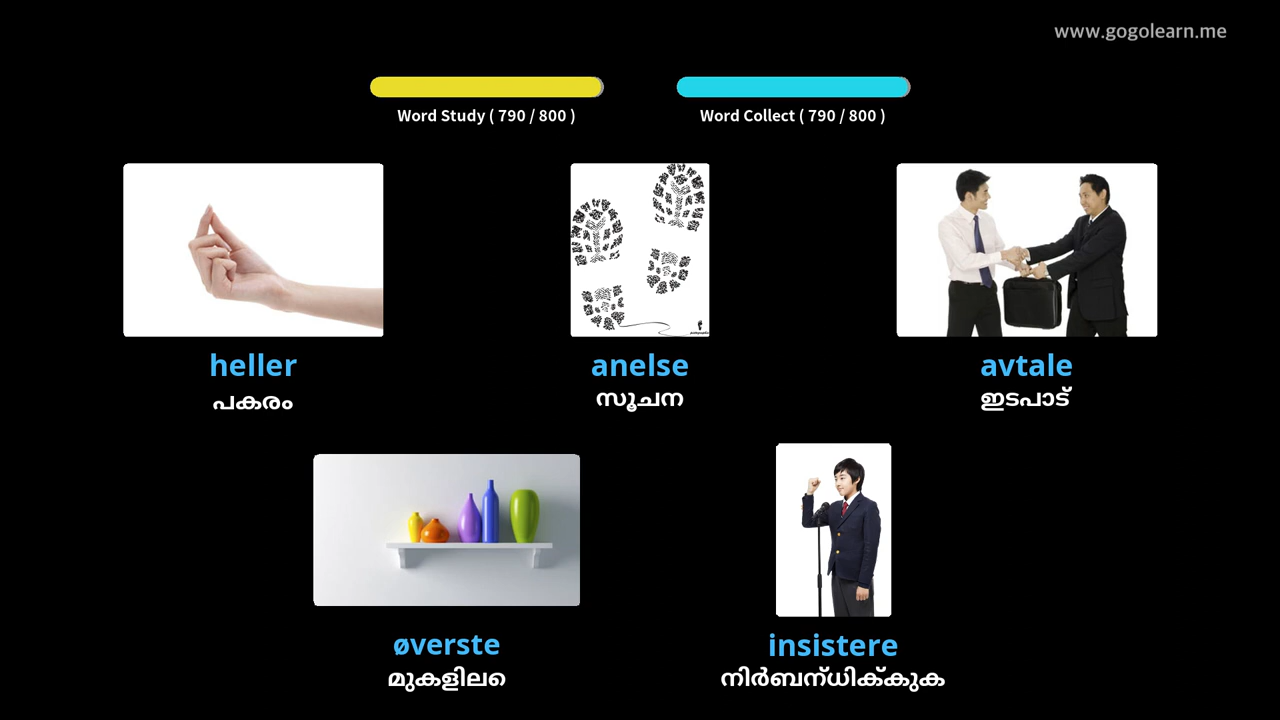 www.gogolearn.me
Word Study ( 790 / 800 )
Word Collect ( 790 / 800 )
heller
പകരം
anelse
സൂചന
avtale
ഇടപാട്
øverste
മുകളിലെ
insistere
നിർബന്ധിക്കുക